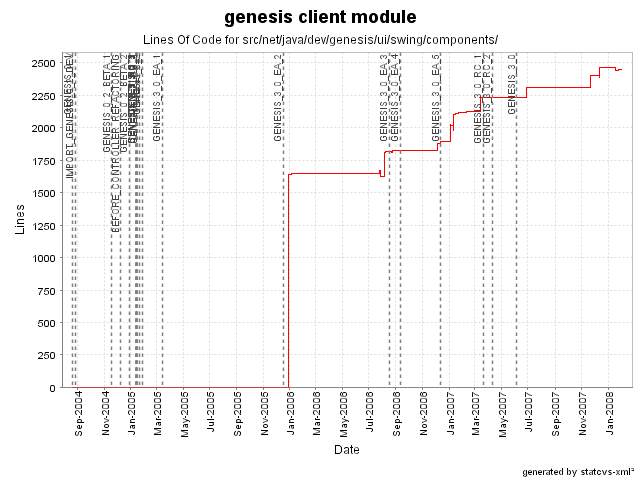 genesis client module
Lines Of Code for src/net/java/dev/genesis/ui/swing/components/
Lines
2500
2250
2000
1750
1500
1250
1000
750
500
250
0
GENESIS_0_2_BETA_1
BEFORE_CONTROLLER_REFACTORING
GENESIS_3_0_EA_1
GENESIS_3_0_EA_2
GENESIS_3_0_EA_3
GENESIS_3_0_EA_4
GENESIS_3_0_EA_5
GENESIS_3_0_RC_1
GENESIS_3_0_RC_2
GENESIS_3_0
Sep-2004
Nov-2004
Jan-2005
Mar-2005
May-2005
Jul-2005
Sep-2005
Nov-2005
Jan-2006
Mar-2006
May-2006
Jul-2006
Sep-2006
Nov-2006
Jan-2007
Mar-2007
May-2007
Jul-2007
Sep-2007
Nov-2007
Jan-2008
Date
generated by statcvs-xml²